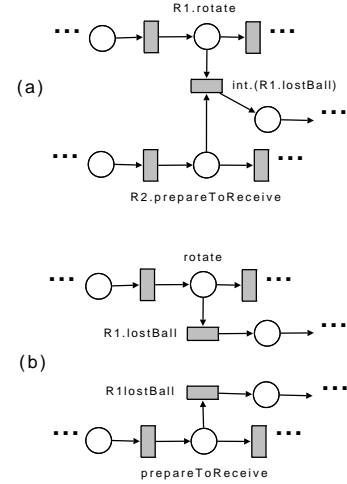 R1.rotate
(a)
int.(R1.lostBall)
R2.prepareToReceive
rotate
R1.lostBall
(b)
R1lostBall
prepareToReceive